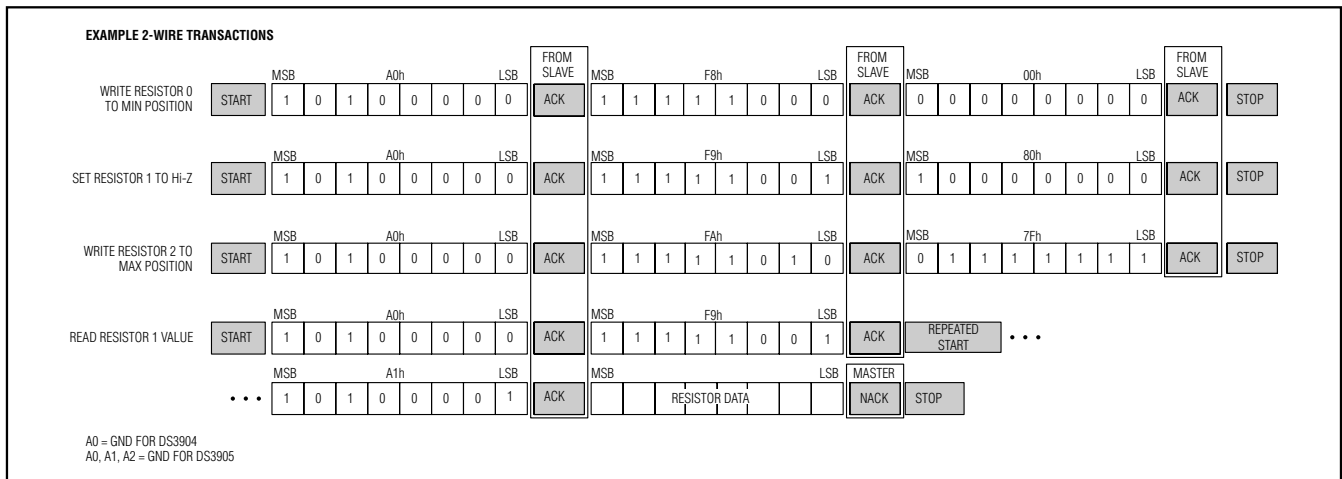 EXAMPLE 2-WIRE TRANSACTIONS
FROM SLAVE FROM SLAVE FROM SLAVE
MSB A0h LSB MSB F8h LSB MSB 00h LSB
WRITE RESISTOR 0 TO MIN POSITION START 1 0 1 0 0 0 0 0 ACK 1 1 1 1 1 0 0 0 ACK 0 0 0 0 0 0 0 0 ACK STOP
MSB A0h LSB MSB F9h LSB MSB 80h LSB
SET RESISTOR 1 TO Hi-Z START 1 0 1 0 0 0 0 0 ACK 1 1 1 1 1 0 0 1 ACK 1 0 0 0 0 0 0 0 ACK STOP
MSB A0h LSB MSB FAh LSB MSB 7Fh LSB
WRITE RESISTOR 2 TO MAX POSITION START 1 0 1 0 0 0 0 0 ACK 1 1 1 1 1 0 1 0 ACK 0 1 1 1 1 1 1 1 ACK STOP
MSB A0h LSB MSB F9h LSB
READ RESISTOR 1 VALUE START 1 0 1 0 0 0 0 0 ACK 1 1 1 1 1 0 0 1 ACK REPEATED START • • •
MSB A1h LSB MSB LSB MASTER
• • • 1 0 1 0 0 0 0 1 ACK RESISTOR DATA NACK STOP
A0 = GND FOR DS3904
A0, A1, A2 = GND FOR DS3905